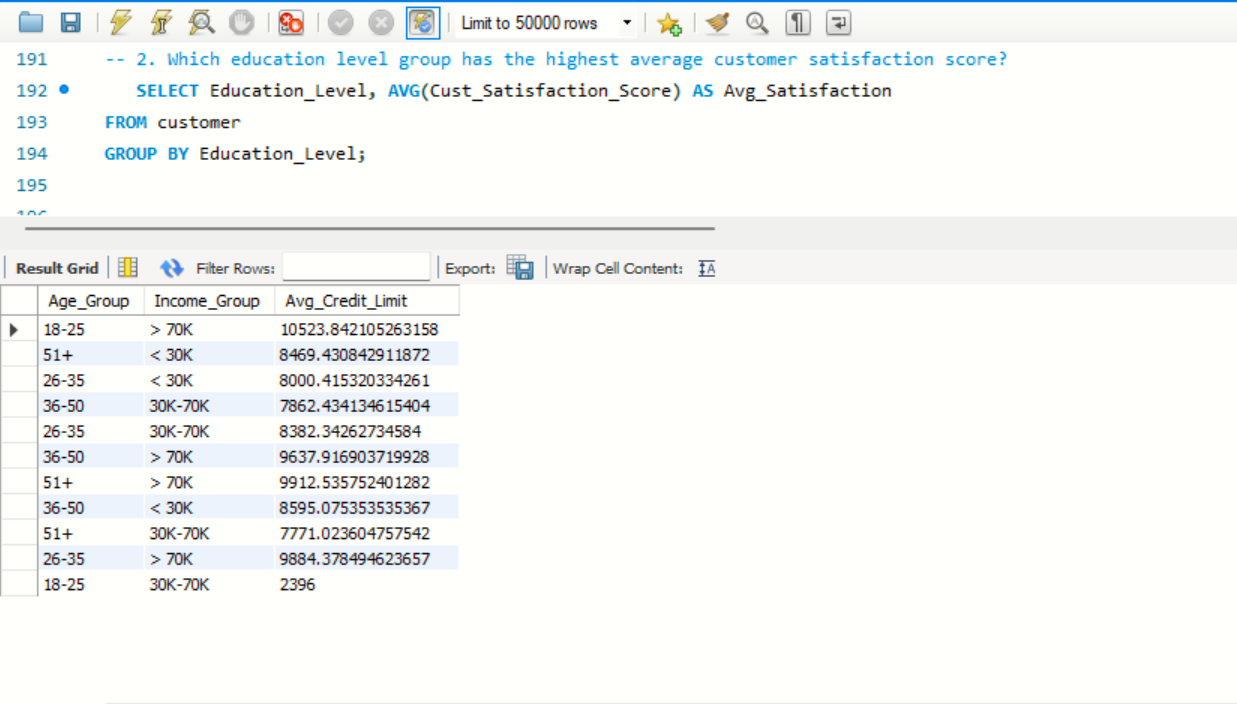 Limit to 50000 rows
191 -- 2. Which education level group has the highest average customer satisfaction score?
192 SELECT Education_Level, AVG(Cust_Satisfaction_Score) AS Avg_Satisfaction
193 FROM customer
194 GROUP BY Education_Level;
195
Result Grid Filter Rows: Export: Wrap Cell Content: IA
Age_Group Income_Group Avg_Credit_Limit
18-25 > 70K 10523.842105263158
51+ < 30K 8469.430842911872
26-35 < 30K 8000.415320334261
36-50 30K-70K 7862.434134615404
26-35 30K-70K 8382.34262734584
36-50 > 70K 9637.916903719928
51+ > 70K 9912.535752401282
36-50 < 30K 8595.075353535367
51+ 30K-70K 7771.023604757542
26-35 > 70K 9884.378494623657
18-25 30K-70K 2396